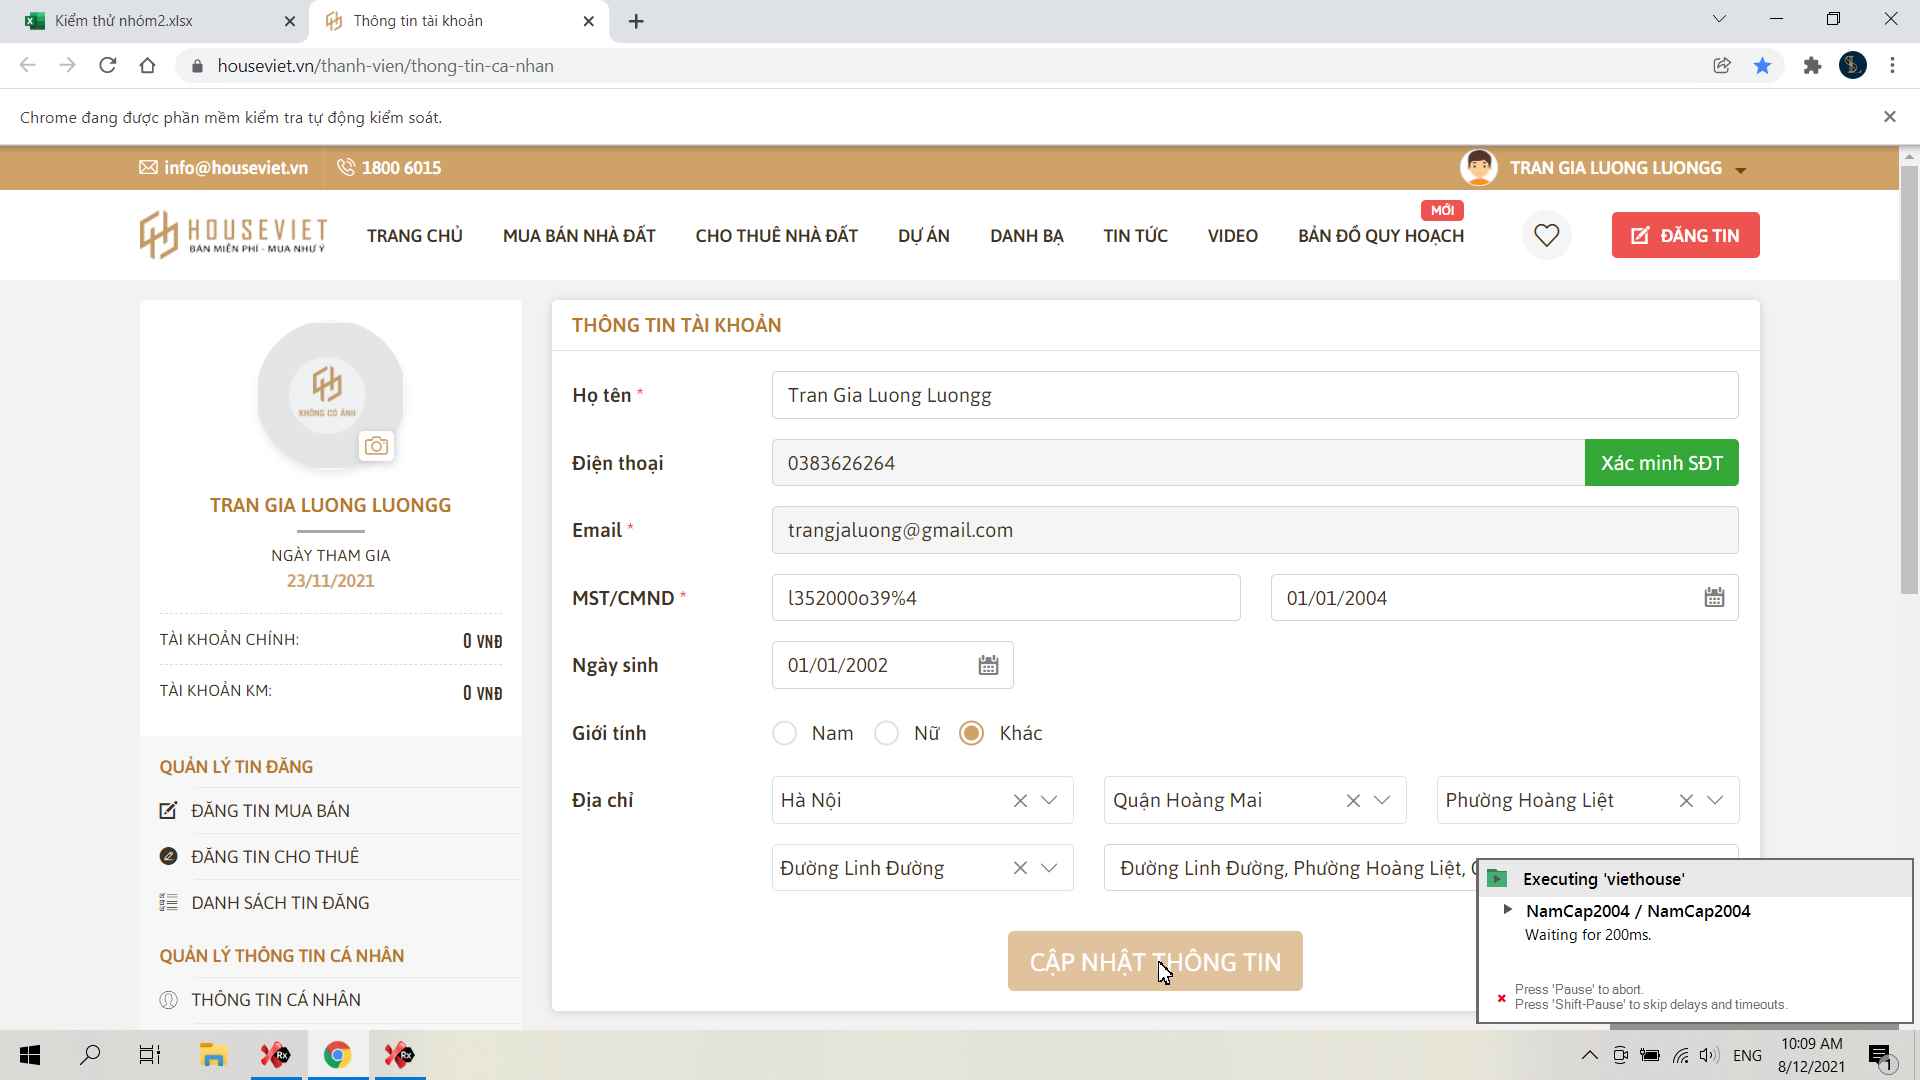 Kiểm thử nhóm2.xlsx
Thông tin tài khoản
houseviet.vn/thanh-vien/thong-tin-ca-nhan
Chrome đang được phần mềm kiểm tra tự động kiểm soát.
info@houseviet.vn
1800 6015
TRAN GIA LUONG LUONGG
HOUSEVIET
BÁN MIỄN PHÍ - MUA NHƯ Ý
TRANG CHỦ
MUA BÁN NHÀ ĐẤT
CHO THUÊ NHÀ ĐẤT
DỰ ÁN
DANH BẠ
TIN TỨC
VIDEO
BẢN ĐỒ QUY HOẠCH
MỚI
ĐĂNG TIN
KHÔNG CÓ ẢNH
TRAN GIA LUONG LUONGG
NGÀY THAM GIA
23/11/2021
TÀI KHOẢN CHÍNH: 0 VNĐ
TÀI KHOẢN KM: 0 VNĐ
QUẢN LÝ TIN ĐĂNG
ĐĂNG TIN MUA BÁN
ĐĂNG TIN CHO THUÊ
DANH SÁCH TIN ĐĂNG
QUẢN LÝ THÔNG TIN CÁ NHÂN
THÔNG TIN CÁ NHÂN
THÔNG TIN TÀI KHOẢN
Họ tên * Tran Gia Luong Luongg
Điện thoại 0383626264 Xác minh SĐT
Email * trangjaluong@gmail.com
MST/CMND * l352000o39%4 01/01/2004
Ngày sinh 01/01/2002
Giới tính Nam Nữ Khác
Địa chỉ Hà Nội Quận Hoàng Mai Phường Hoàng Liệt
Đường Linh Đường Đường Linh Đường, Phường Hoàng Liệt,
CẬP NHẬT THÔNG TIN
Executing 'viethouse'
NamCap2004 / NamCap2004
Waiting for 200ms.
Press 'Pause' to abort.
Press 'Shift-Pause' to skip delays and timeouts.
Rx
Rx
ENG
10:09 AM
8/12/2021
1